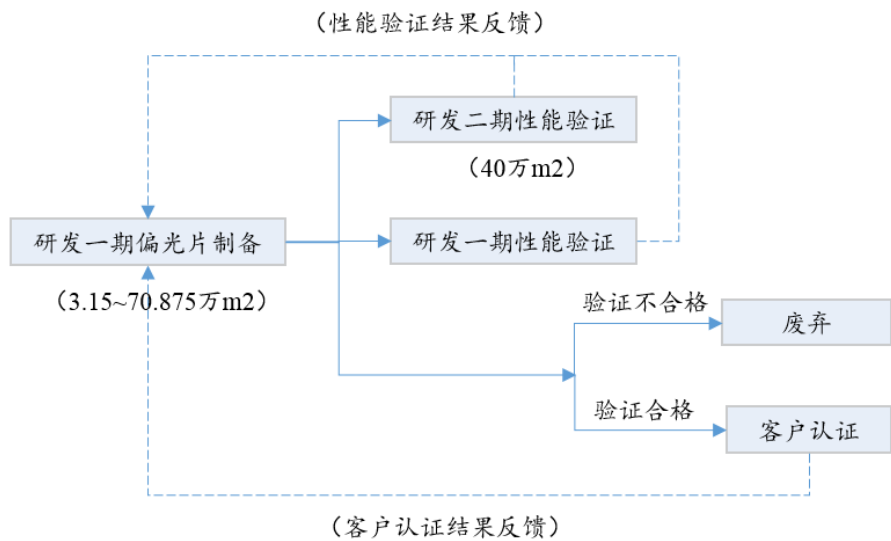 （性能验证结果反馈）
研发二期性能验证
（40万m2）
研发一期偏光片制备
研发一期性能验证
（3.15~70.875万m2）
验证不合格
废弃
验证合格
客户认证
（客户认证结果反馈）